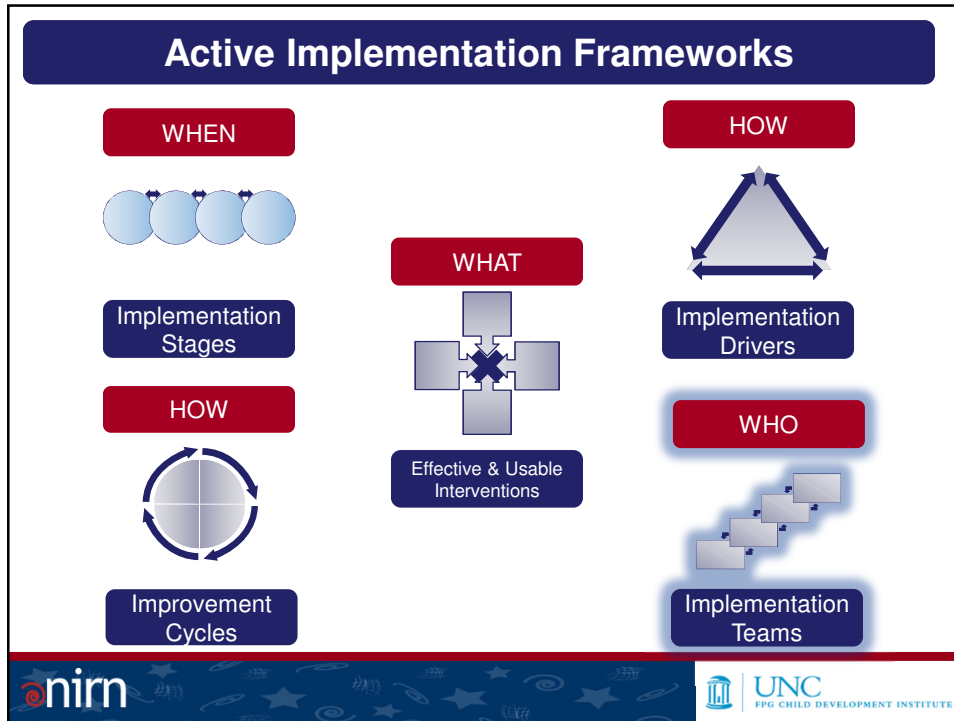 Active Implementation Frameworks
WHEN
Implementation
Stages
HOW
Improvement
Cycles
WHAT
Effective & Usable
Interventions
HOW
Implementation
Drivers
WHO
Implementation
Teams
nirn
UNC
FPG CHILD DEVELOPMENT INSTITUTE